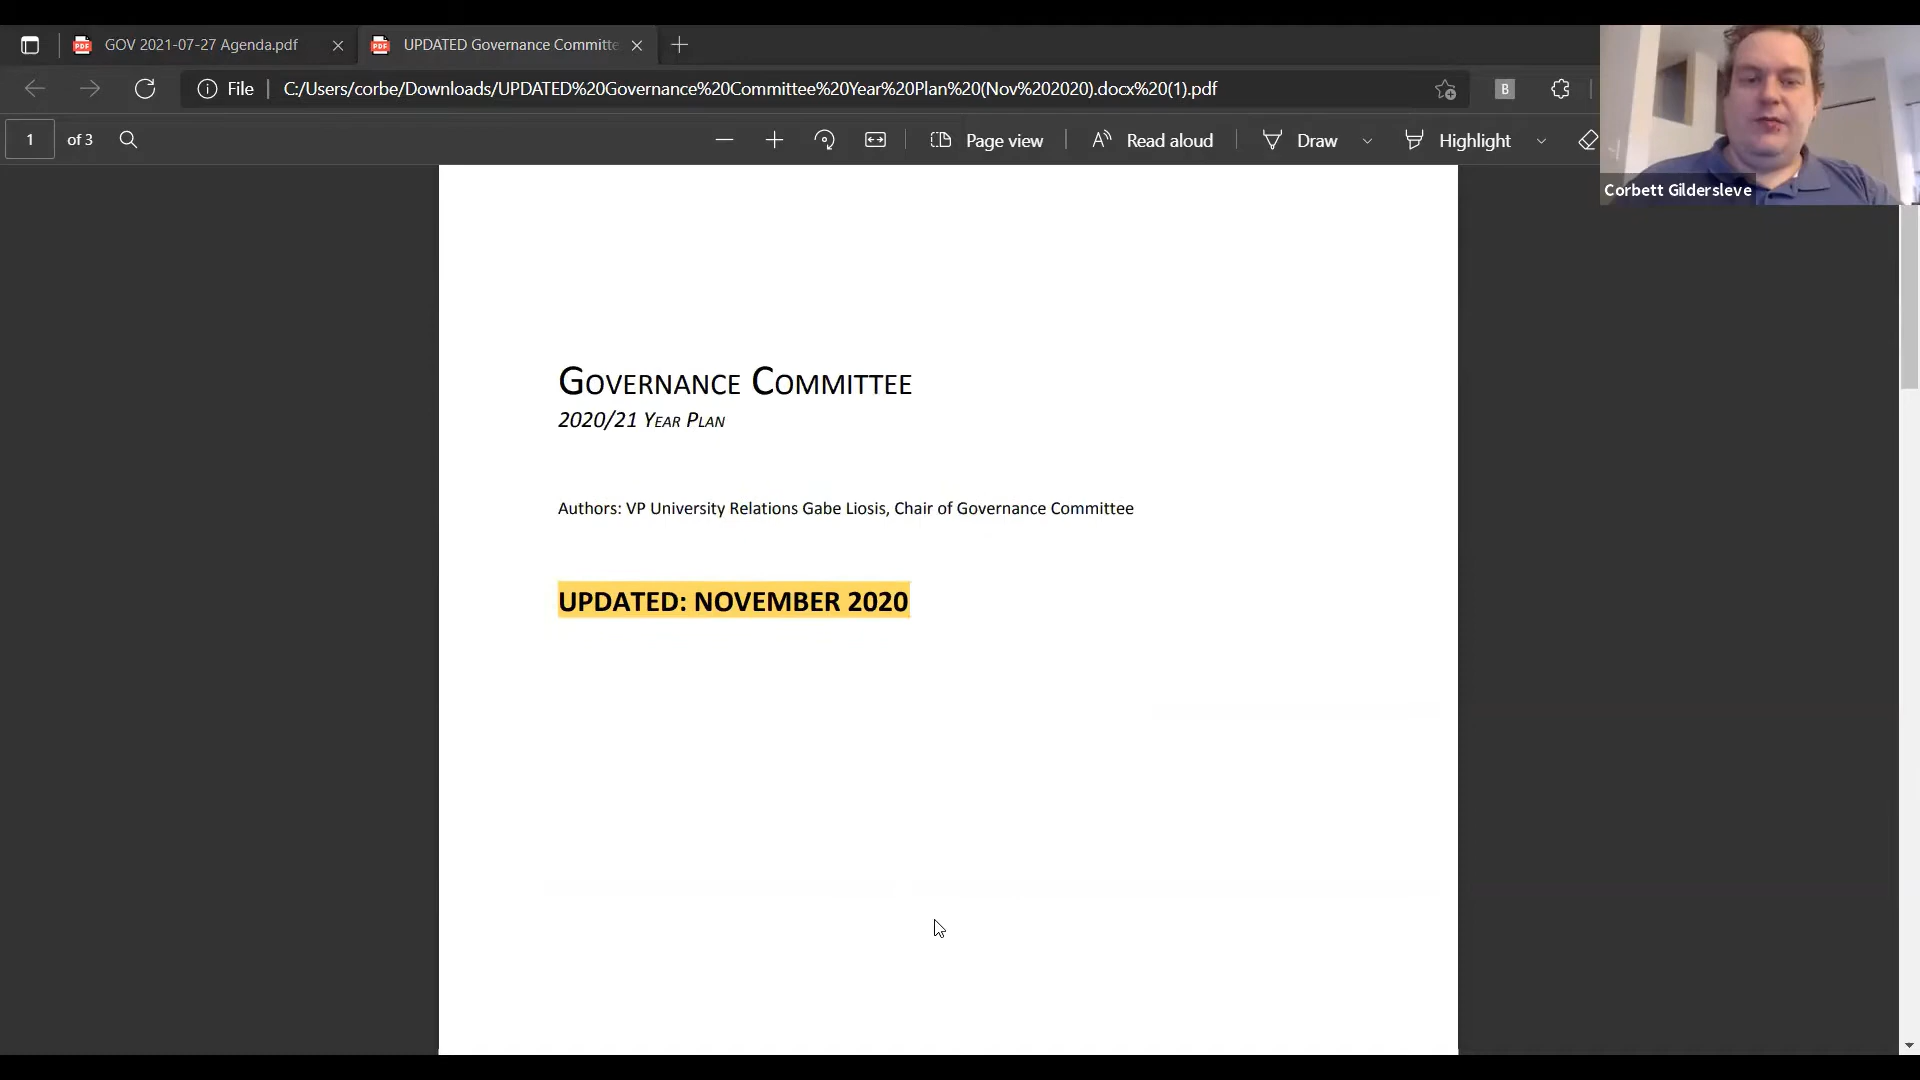 GOV 2021-07-27 Agenda.pdf
UPDATED Governance Committe
File
C:/Users/corbe/Downloads/UPDATED%20Governance%20Committee%20Year%20Plan%20(Nov%202020).docx%20(1).pdf
B
1 of 3
Page view
Read aloud
Draw
Highlight
Corbett Gildersleve
GOVERNANCE COMMITTEE
2020/21 YEAR PLAN
Authors: VP University Relations Gabe Liosis, Chair of Governance Committee
UPDATED: NOVEMBER 2020